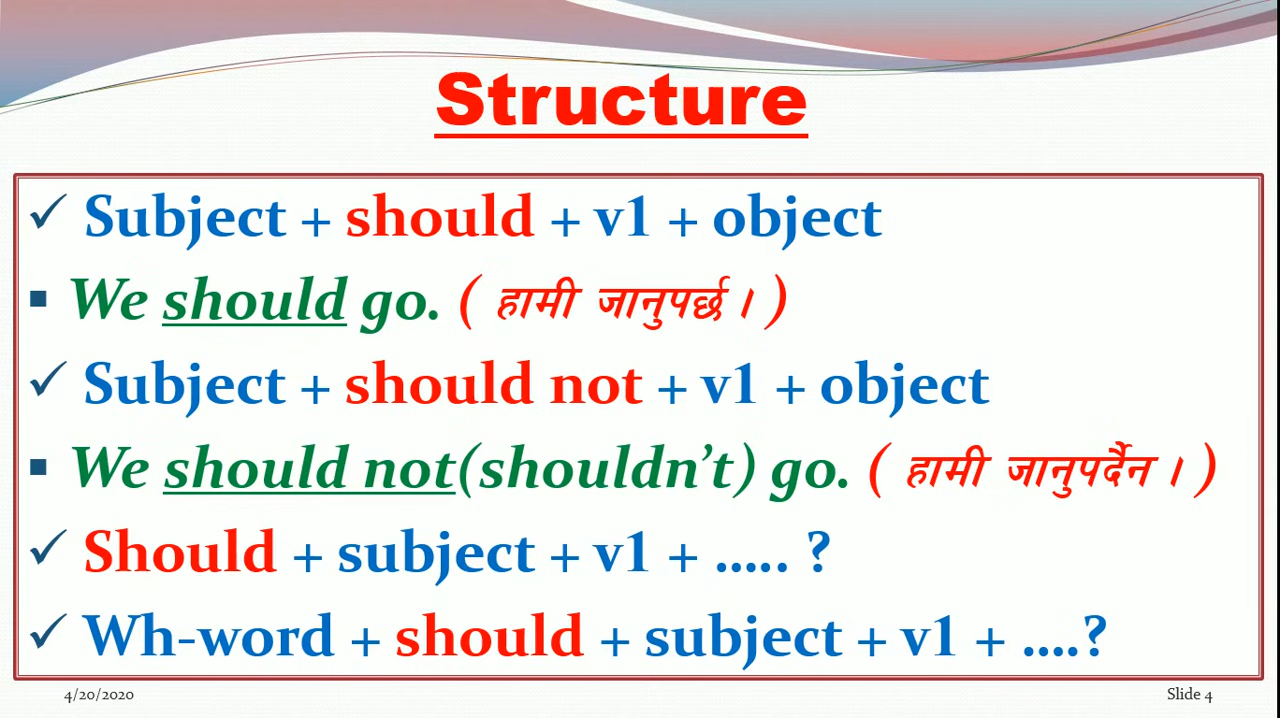 Structure
✓ Subject + should + v1 + object
▪ We should go. ( हामी जानुपर्छ । )
✓ Subject + should not + v1 + object
▪ We should not(shouldn’t) go. ( हामी जानुपर्दैन । )
✓ Should + subject + v1 + ..... ?
✓ Wh-word + should + subject + v1 + ....?
4/20/2020
Slide 4